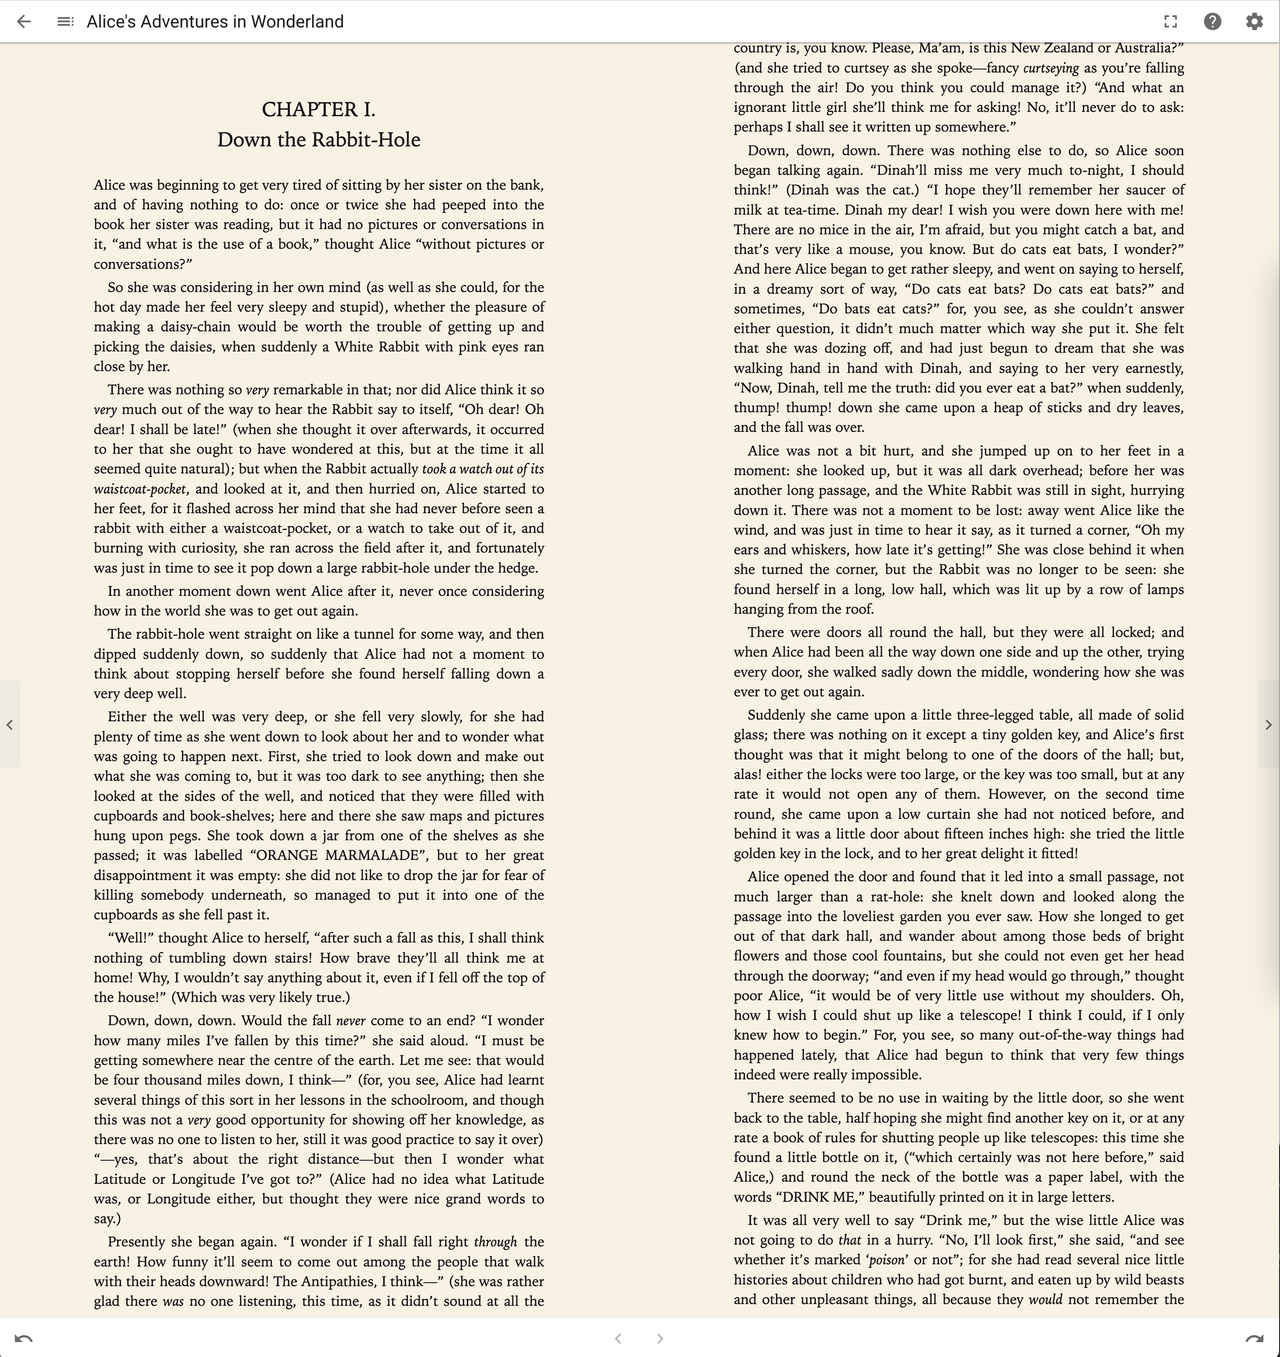 Alice's Adventures in Wonderland
CHAPTER I.
Down the Rabbit-Hole
Alice was beginning to get very tired of sitting by her sister on the bank,
and of having nothing to do: once or twice she had peeped into the
book her sister was reading, but it had no pictures or conversations in
it, “and what is the use of a book,” thought Alice “without pictures or
conversations?”
So she was considering in her own mind (as well as she could, for the
hot day made her feel very sleepy and stupid), whether the pleasure of
making a daisy-chain would be worth the trouble of getting up and
picking the daisies, when suddenly a White Rabbit with pink eyes ran
close by her.
There was nothing so very remarkable in that; nor did Alice think it so
very much out of the way to hear the Rabbit say to itself, “Oh dear! Oh
dear! I shall be late!” (when she thought it over afterwards, it occurred
to her that she ought to have wondered at this, but at the time it all
seemed quite natural); but when the Rabbit actually took a watch out of its
waistcoat-pocket, and looked at it, and then hurried on, Alice started to
her feet, for it flashed across her mind that she had never before seen a
rabbit with either a waistcoat-pocket, or a watch to take out of it, and
burning with curiosity, she ran across the field after it, and fortunately
was just in time to see it pop down a large rabbit-hole under the hedge.
In another moment down went Alice after it, never once considering
how in the world she was to get out again.
The rabbit-hole went straight on like a tunnel for some way, and then
dipped suddenly down, so suddenly that Alice had not a moment to
think about stopping herself before she found herself falling down a
very deep well.
Either the well was very deep, or she fell very slowly, for she had
plenty of time as she went down to look about her and to wonder what
was going to happen next. First, she tried to look down and make out
what she was coming to, but it was too dark to see anything; then she
looked at the sides of the well, and noticed that they were filled with
cupboards and book-shelves; here and there she saw maps and pictures
hung upon pegs. She took down a jar from one of the shelves as she
passed; it was labelled “ORANGE MARMALADE”, but to her great
disappointment it was empty: she did not like to drop the jar for fear of
killing somebody underneath, so managed to put it into one of the
cupboards as she fell past it.
“Well!” thought Alice to herself, “after such a fall as this, I shall think
nothing of tumbling down stairs! How brave they’ll all think me at
home! Why, I wouldn’t say anything about it, even if I fell off the top of
the house!” (Which was very likely true.)
Down, down, down. Would the fall never come to an end? “I wonder
how many miles I’ve fallen by this time?” she said aloud. “I must be
getting somewhere near the centre of the earth. Let me see: that would
be four thousand miles down, I think—” (for, you see, Alice had learnt
several things of this sort in her lessons in the schoolroom, and though
this was not a very good opportunity for showing off her knowledge, as
there was no one to listen to her, still it was good practice to say it over)
“—yes, that’s about the right distance—but then I wonder what
Latitude or Longitude I’ve got to?” (Alice had no idea what Latitude
was, or Longitude either, but thought they were nice grand words to
say.)
Presently she began again. “I wonder if I shall fall right through the
earth! How funny it’ll seem to come out among the people that walk
with their heads downward! The Antipathies, I think—” (she was rather
glad there was no one listening, this time, as it didn’t sound at all the
country is, you know. Please, Ma’am, is this New Zealand or Australia?”
(and she tried to curtsey as she spoke—fancy curtseying as you’re falling
through the air! Do you think you could manage it?) “And what an
ignorant little girl she’ll think me for asking! No, it’ll never do to ask:
perhaps I shall see it written up somewhere.”
Down, down, down. There was nothing else to do, so Alice soon
began talking again. “Dinah’ll miss me very much to-night, I should
think!” (Dinah was the cat.) “I hope they’ll remember her saucer of
milk at tea-time. Dinah my dear! I wish you were down here with me!
There are no mice in the air, I’m afraid, but you might catch a bat, and
that’s very like a mouse, you know. But do cats eat bats, I wonder?”
And here Alice began to get rather sleepy, and went on saying to herself,
in a dreamy sort of way, “Do cats eat bats? Do cats eat bats?” and
sometimes, “Do bats eat cats?” for, you see, as she couldn’t answer
either question, it didn’t much matter which way she put it. She felt
that she was dozing off, and had just begun to dream that she was
walking hand in hand with Dinah, and saying to her very earnestly,
“Now, Dinah, tell me the truth: did you ever eat a bat?” when suddenly,
thump! thump! down she came upon a heap of sticks and dry leaves,
and the fall was over.
Alice was not a bit hurt, and she jumped up on to her feet in a
moment: she looked up, but it was all dark overhead; before her was
another long passage, and the White Rabbit was still in sight, hurrying
down it. There was not a moment to be lost: away went Alice like the
wind, and was just in time to hear it say, as it turned a corner, “Oh my
ears and whiskers, how late it’s getting!” She was close behind it when
she turned the corner, but the Rabbit was no longer to be seen: she
found herself in a long, low hall, which was lit up by a row of lamps
hanging from the roof.
There were doors all round the hall, but they were all locked; and
when Alice had been all the way down one side and up the other, trying
every door, she walked sadly down the middle, wondering how she was
ever to get out again.
Suddenly she came upon a little three-legged table, all made of solid
glass; there was nothing on it except a tiny golden key, and Alice’s first
thought was that it might belong to one of the doors of the hall; but,
alas! either the locks were too large, or the key was too small, but at any
rate it would not open any of them. However, on the second time
round, she came upon a low curtain she had not noticed before, and
behind it was a little door about fifteen inches high: she tried the little
golden key in the lock, and to her great delight it fitted!
Alice opened the door and found that it led into a small passage, not
much larger than a rat-hole: she knelt down and looked along the
passage into the loveliest garden you ever saw. How she longed to get
out of that dark hall, and wander about among those beds of bright
flowers and those cool fountains, but she could not even get her head
through the doorway; “and even if my head would go through,” thought
poor Alice, “it would be of very little use without my shoulders. Oh,
how I wish I could shut up like a telescope! I think I could, if I only
knew how to begin.” For, you see, so many out-of-the-way things had
happened lately, that Alice had begun to think that very few things
indeed were really impossible.
There seemed to be no use in waiting by the little door, so she went
back to the table, half hoping she might find another key on it, or at any
rate a book of rules for shutting people up like telescopes: this time she
found a little bottle on it, (“which certainly was not here before,” said
Alice,) and round the neck of the bottle was a paper label, with the
words “DRINK ME,” beautifully printed on it in large letters.
It was all very well to say “Drink me,” but the wise little Alice was
not going to do that in a hurry. “No, I’ll look first,” she said, “and see
whether it’s marked ‘poison’ or not”; for she had read several nice little
histories about children who had got burnt, and eaten up by wild beasts
and other unpleasant things, all because they would not remember the